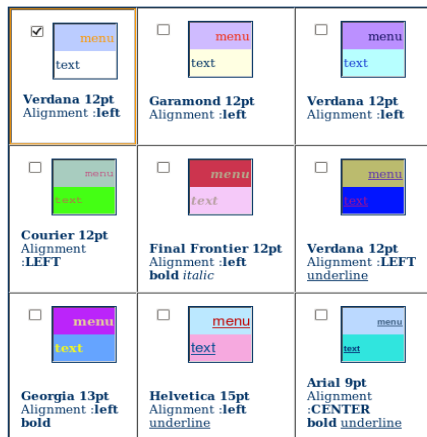 menu
text
Verdana 12pt
Alignment :left
menu
text
Garamond 12pt
Alignment :left
menu
text
Verdana 12pt
Alignment :left
menu
text
Courier 12pt
Alignment
:LEFT
menu
text
Final Frontier 12pt
Alignment :left
bold italic
menu
text
Verdana 12pt
Alignment :LEFT
underline
menu
text
Georgia 13pt
Alignment :left
bold
menu
text
Helvetica 15pt
Alignment :left
underline
menu
text
Arial 9pt
Alignment
:CENTER
bold underline